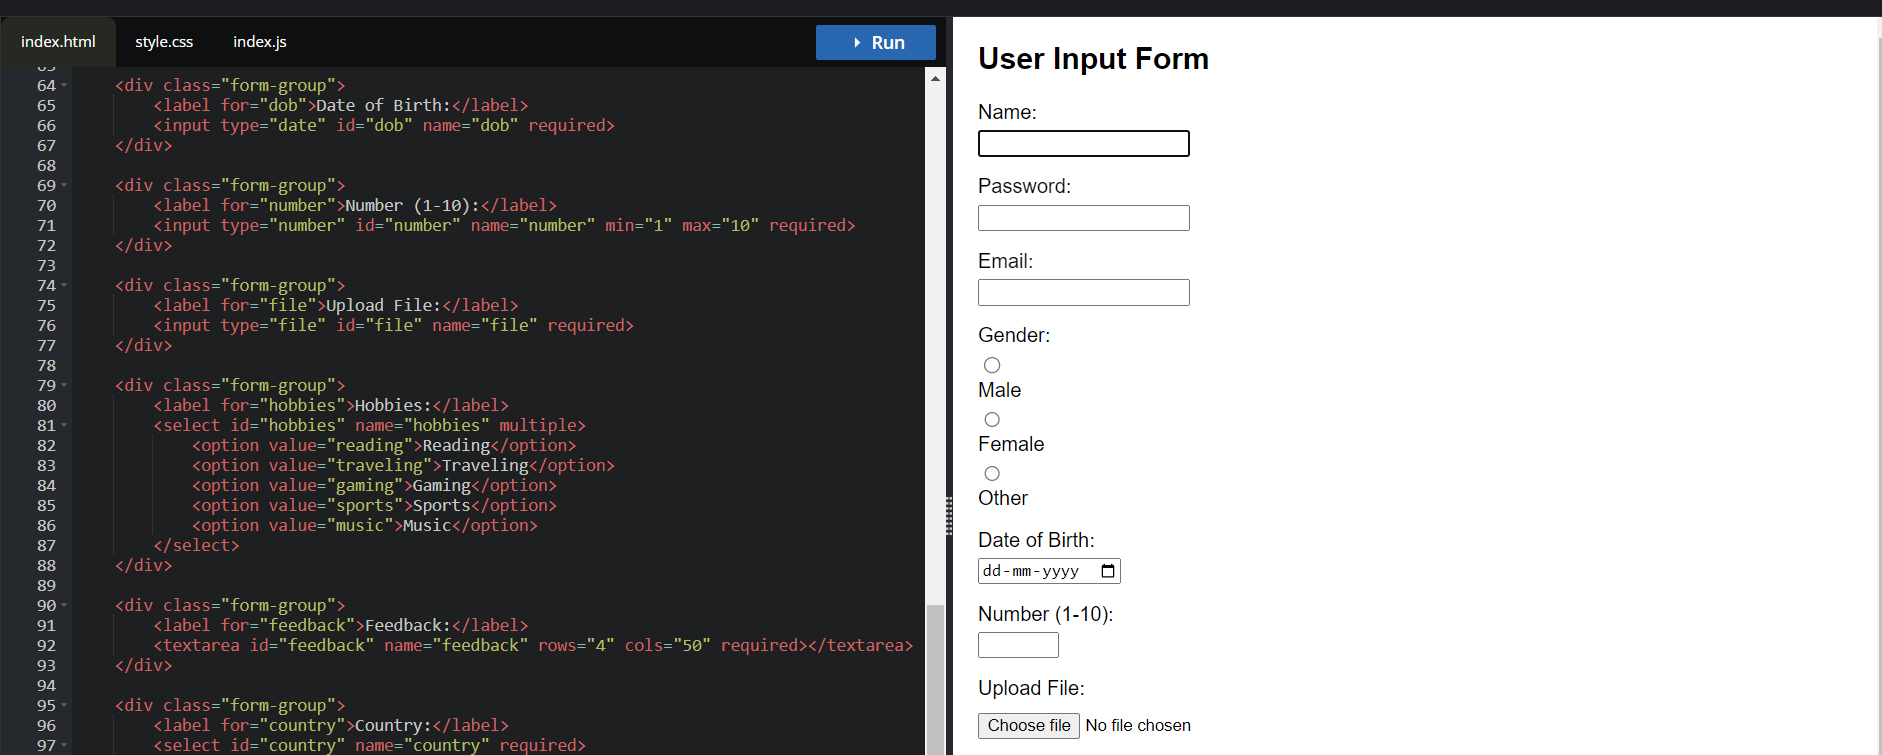 index.html style.css index.js Run
64 <div class="form-group">
65 <label for="dob">Date of Birth:</label>
66 <input type="date" id="dob" name="dob" required>
67 </div>
68
69 <div class="form-group">
70 <label for="number">Number (1-10):</label>
71 <input type="number" id="number" name="number" min="1" max="10" required>
72 </div>
73
74 <div class="form-group">
75 <label for="file">Upload File:</label>
76 <input type="file" id="file" name="file" required>
77 </div>
78
79 <div class="form-group">
80 <label for="hobbies">Hobbies:</label>
81 <select id="hobbies" name="hobbies" multiple>
82 <option value="reading">Reading</option>
83 <option value="traveling">Traveling</option>
84 <option value="gaming">Gaming</option>
85 <option value="sports">Sports</option>
86 <option value="music">Music</option>
87 </select>
88 </div>
89
90 <div class="form-group">
91 <label for="feedback">Feedback:</label>
92 <textarea id="feedback" name="feedback" rows="4" cols="50" required></textarea>
93 </div>
94
95 <div class="form-group">
96 <label for="country">Country:</label>
97 <select id="country" name="country" required>
User Input Form
Name:
Password:
Email:
Gender:
Male
Female
Other
Date of Birth:
dd-mm-yyyy
Number (1-10):
Upload File:
Choose file No file chosen